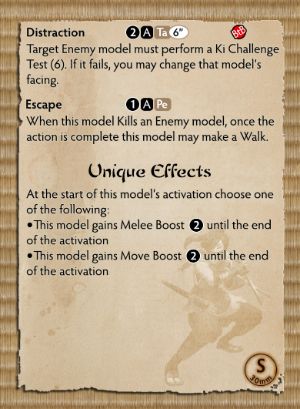 Distraction 2 A Ta 6" BtB
Target Enemy model must perform a Ki Challenge
Test (6). If it fails, you may change that model's
facing.
Escape 1 A Pe
When this model Kills an Enemy model, once the
action is complete this model may make a Walk.
Unique Effects
At the start of this model's activation choose one
of the following:
•This model gains Melee Boost 2 until the end
of the activation
•This model gains Move Boost 2 until the end
of the activation
S
30mm